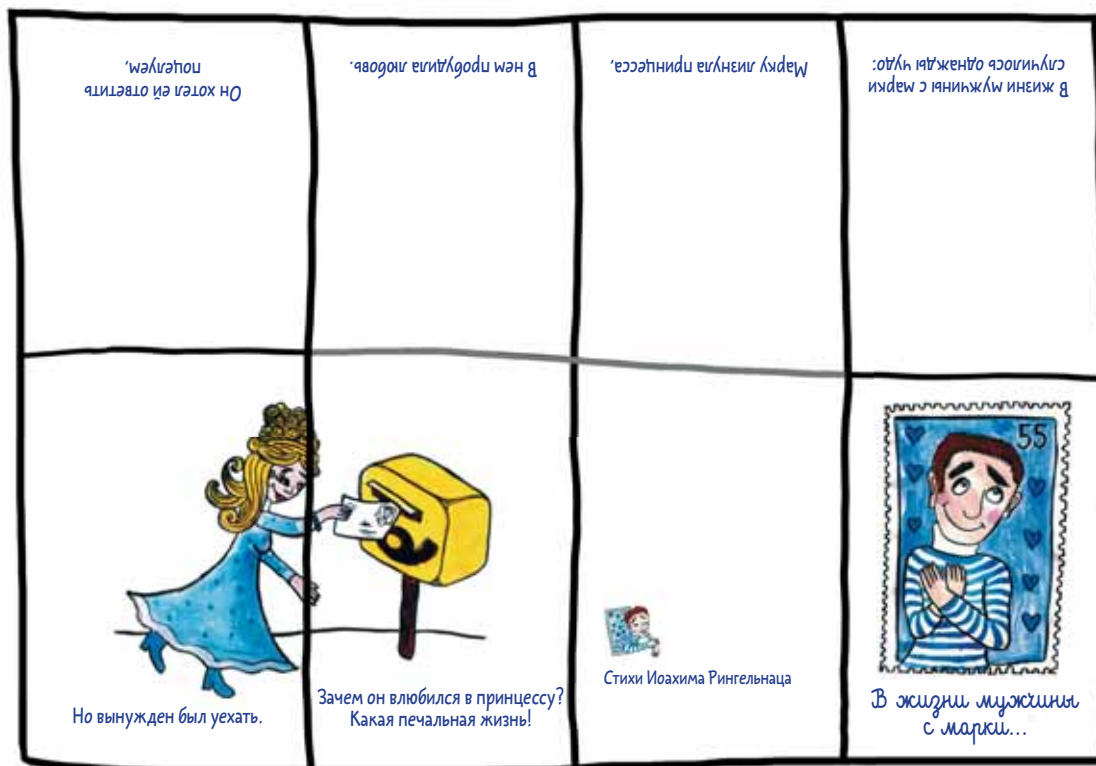 Он хотел ей ответить
поцелуем,
В нем пробудила любовь.
Марку лизнула принцесса,
В жизни мужчины с марки
случилось однажды чудо:
55
Но вынужден был уехать.
Зачем он влюбился в принцессу?
Какая печальная жизнь!
Стихи Иоахима Рингельнаца
В жизни мужчины
с марки...